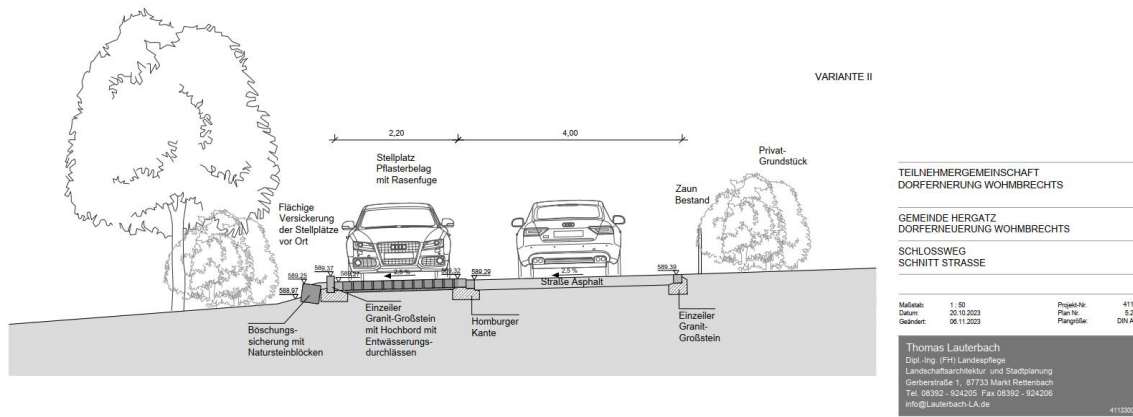 VARIANTE II
2,20
4,00
Stellplatz
Pflasterbelag
mit Rasenfuge
Privat-
Grundstück
Flächige
Versickerung
der Stellplätze
vor Ort
Zaun
Bestand
589,25
588,97
589,37
589,27
2,5 %
589,32
589,29
2,5 %
Straße Asphalt
589,39
Böschungs-
sicherung mit
Natursteinblöcken
Einzeiler
Granit-Großstein
mit Hochbord mit
Entwässerungs-
durchlässen
Homburger
Kante
Einzeiler
Granit-
Großstein
TEILNEHMERGEMEINSCHAFT
DORFERNERUNG WOHMBRECHTS
GEMEINDE HERGATZ
DORFERNEUERUNG WOHMBRECHTS
SCHLOSSWEG
SCHNITT STRASSE
Maßstab: 1 : 50 Projekt-Nr. 411
Datum: 20.10.2023 Plan Nr. 5.2
Geändert: 06.11.2023 Plangröße: DIN A
Thomas Lauterbach
Dipl.-Ing. (FH) Landespflege
Landschaftsarchitektur und Stadtplanung
Gerberstraße 1, 87733 Markt Rettenbach
Tel. 08392 - 924205 Fax 08392 - 924206
info@Lauterbach-LA.de
4113300